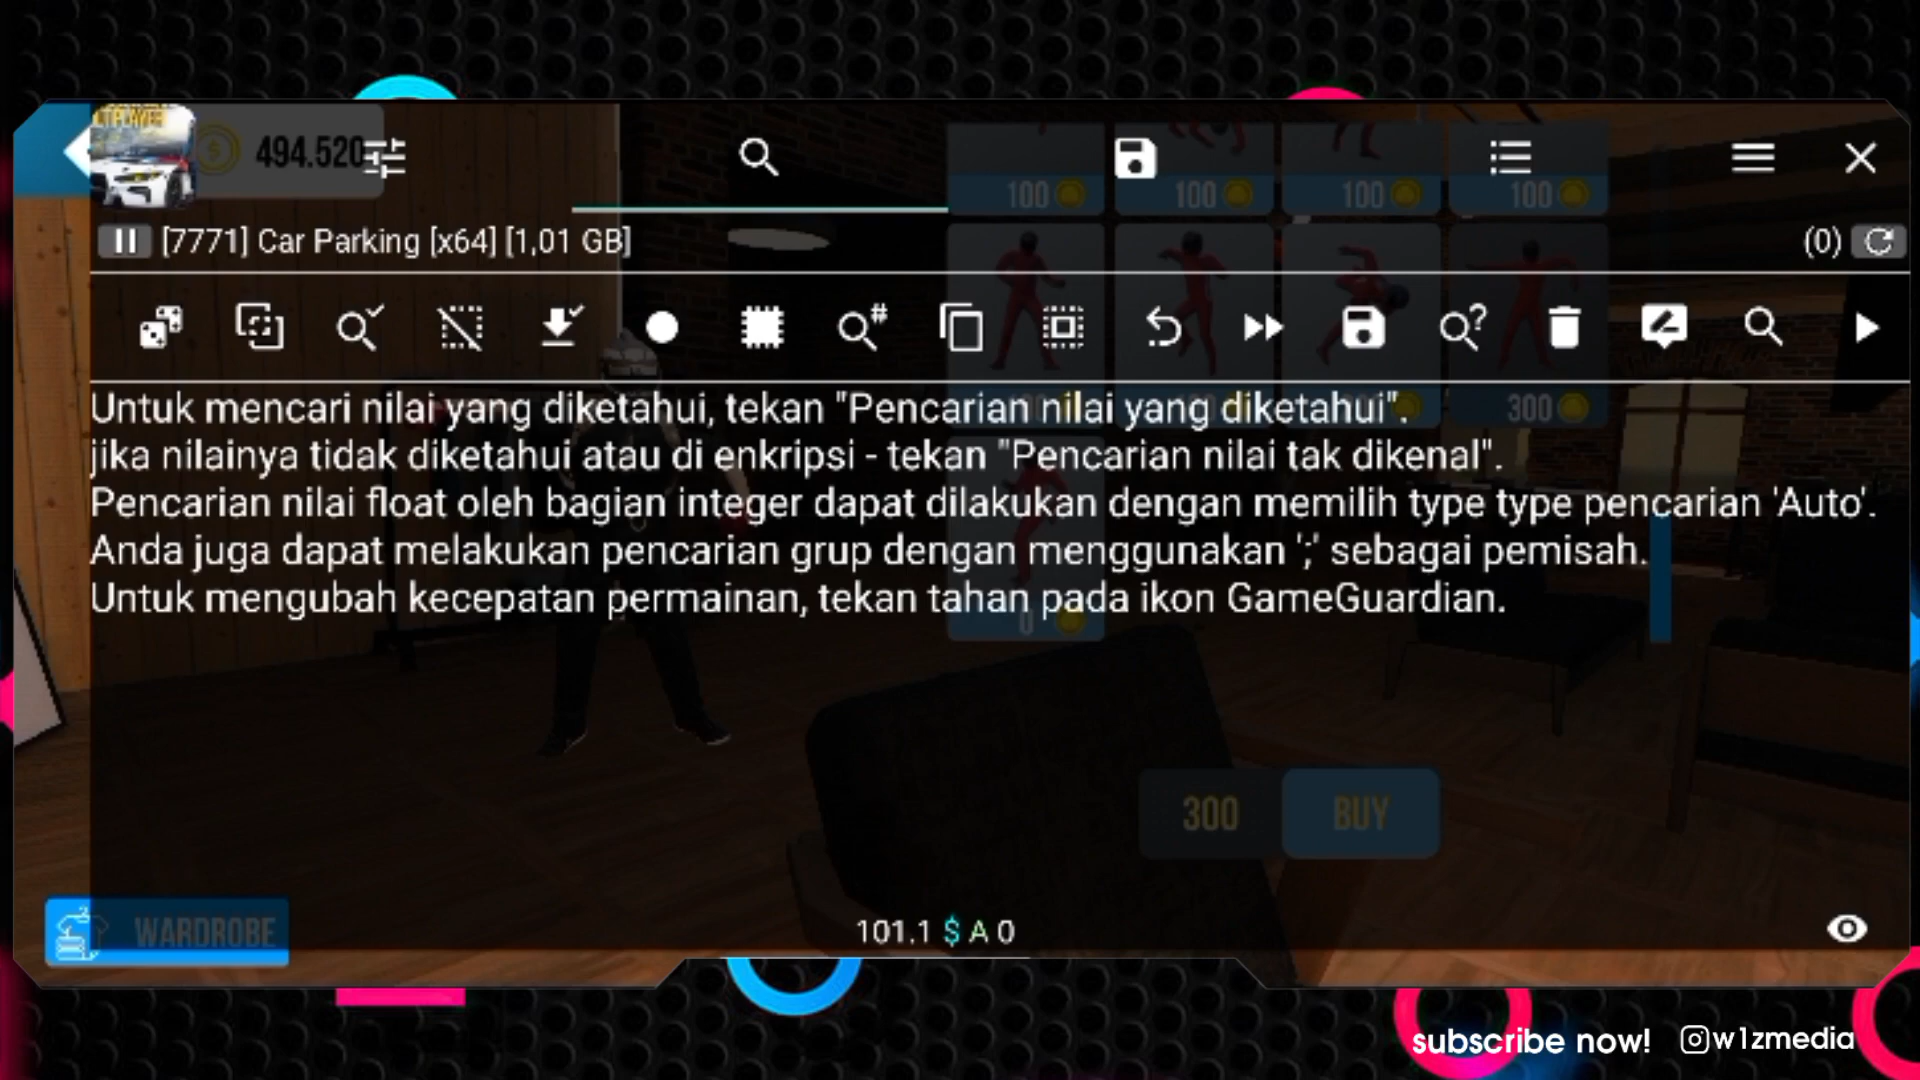 LTIPLAYER
494.520
100 100 100 100
[7771] Car Parking [x64] [1,01 GB]
(0)
Untuk mencari nilai yang diketahui, tekan "Pencarian nilai yang diketahui".
jika nilainya tidak diketahui atau di enkripsi - tekan "Pencarian nilai tak dikenal".
Pencarian nilai float oleh bagian integer dapat dilakukan dengan memilih type type pencarian 'Auto'.
Anda juga dapat melakukan pencarian grup dengan menggunakan ';' sebagai pemisah.
Untuk mengubah kecepatan permainan, tekan tahan pada ikon GameGuardian.
300
0
300 BUY
WARDROBE
101.1 $ A 0
subscribe now! w1zmedia